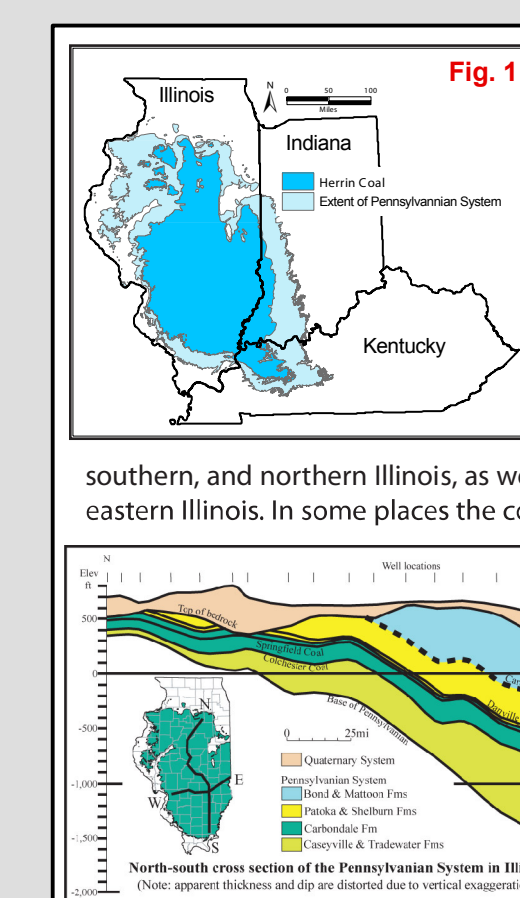 Fig. 1
Illinois
N
0 50 100
Miles
Indiana
Herrin Coal
Extent of Pennsylvannian System
Kentucky
southern, and northern Illinois, as we
eastern Illinois. In some places the co
N
Well locations
Elev
ft
Top of bedrock
500
Springfield Coal
Colchester Coal
Car
0
Danville
Base of Pennsylvanian
-500
N
0 25mi
Quaternary System
Pennsylvanian System
E
-1,000
Bond & Mattoon Fms
W
Patoka & Shelburn Fms
Carbondale Fm
-1,500
S
Caseyville & Tradewater Fms
North-south cross section of the Pennsylvanian System in Illi
(Note: apparent thickness and dip are distorted due to vertical exaggerati
-2,000